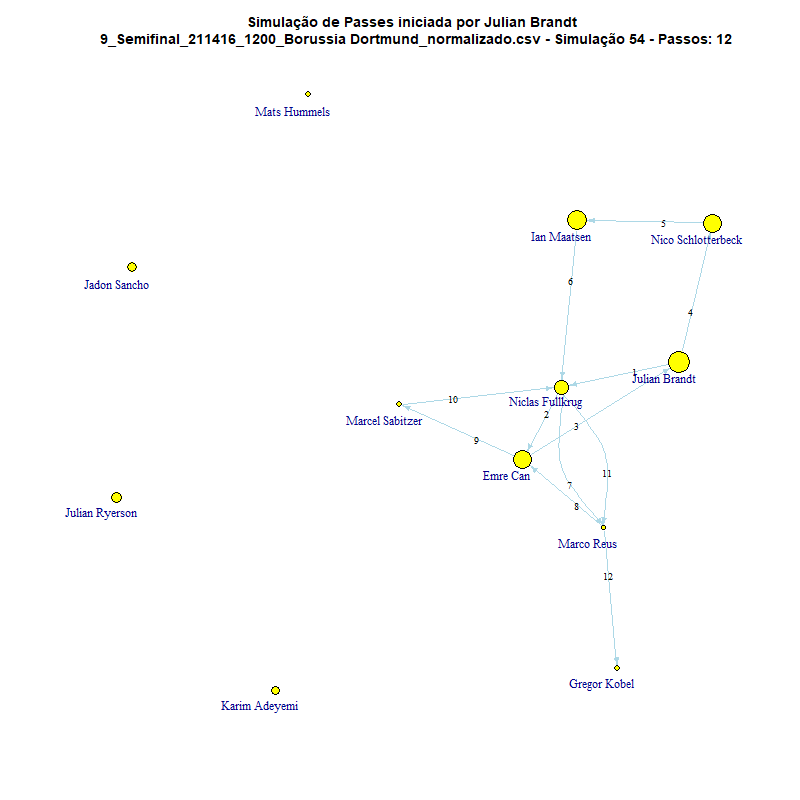 Simulação de Passes iniciada por Julian Brandt
9_Semifinal_211416_1200_Borussia Dortmund_normalizado.csv - Simulação 54 - Passos: 12
Mats Hummels
5
Ian Maatsen
Nico Schlotterbeck
Jadon Sancho
6
4
1
Julian Brandt
10
Niclas Fullkrug
2
Marcel Sabitzer
3
9
Emre Can
11
7
8
Julian Ryerson
Marco Reus
12
Gregor Kobel
Karim Adeyemi